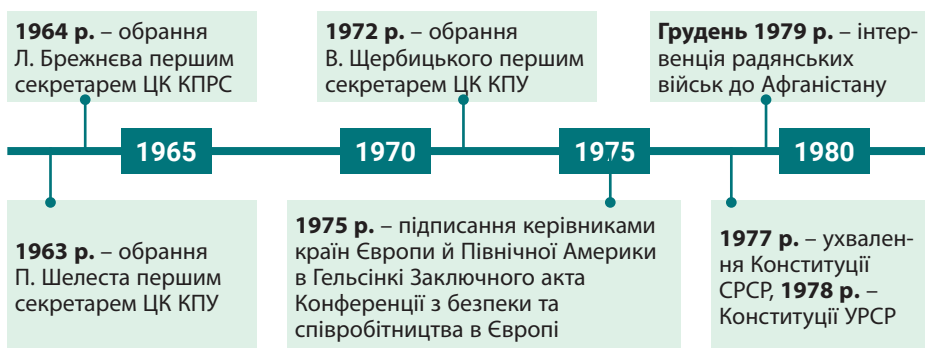 1964 р. – обрання
Л. Брежнєва першим
секретарем ЦК КПРС
1972 р. – обрання
В. Щербицького першим
секретарем ЦК КПУ
Грудень 1979 р. – інтер-
венція радянських
військ до Афганістану
1965
1970
1975
1980
1963 р. – обрання
П. Шелеста першим
секретарем ЦК КПУ
1975 р. – підписання керівниками
країн Європи й Північної Америки
в Гельсінкі Заключного акта
Конференції з безпеки та
співробітництва в Європі
1977 р. – ухвален-
ня Конституції
СРСР, 1978 р. –
Конституції УРСР